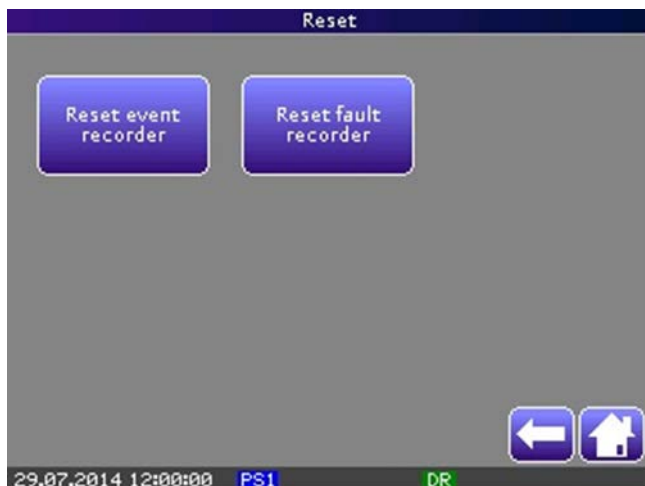 Reset
Reset event
recorder
Reset fault
recorder
29.07.2014 12:00:00 PS1 DR